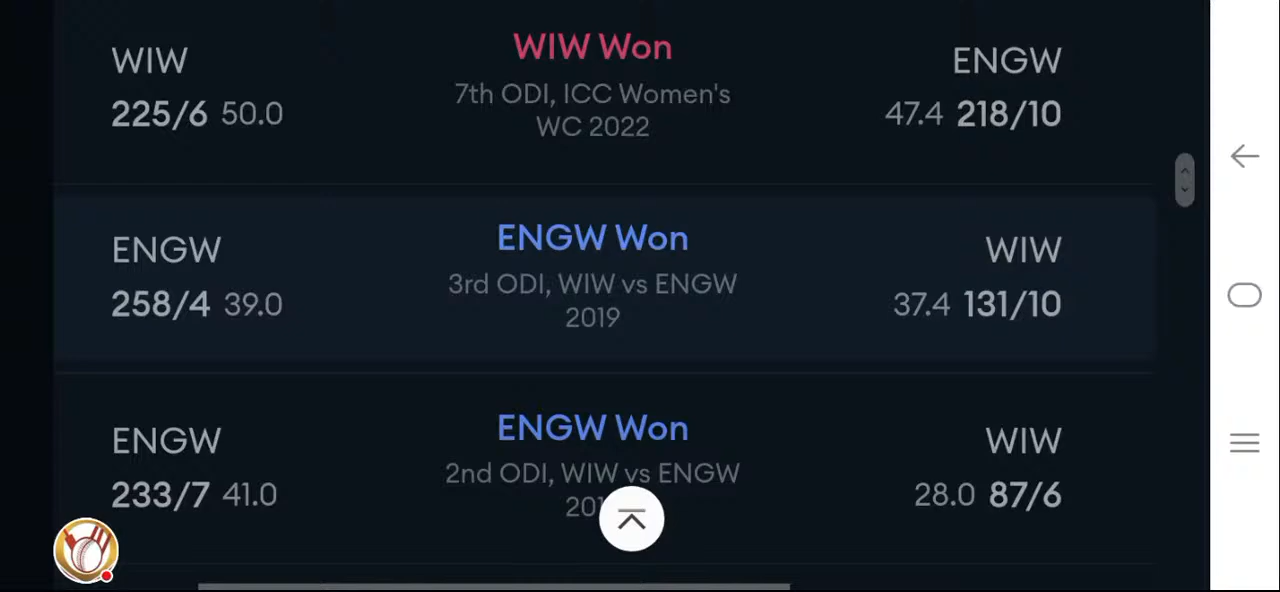 WIW
WIW Won
ENGW
225/6 50.0
7th ODI, ICC Women's
WC 2022
47.4 218/10
ENGW
ENGW Won
WIW
258/4 39.0
3rd ODI, WIW vs ENGW
2019
37.4 131/10
ENGW
ENGW Won
WIW
233/7 41.0
2nd ODI, WIW vs ENGW
28.0 87/6